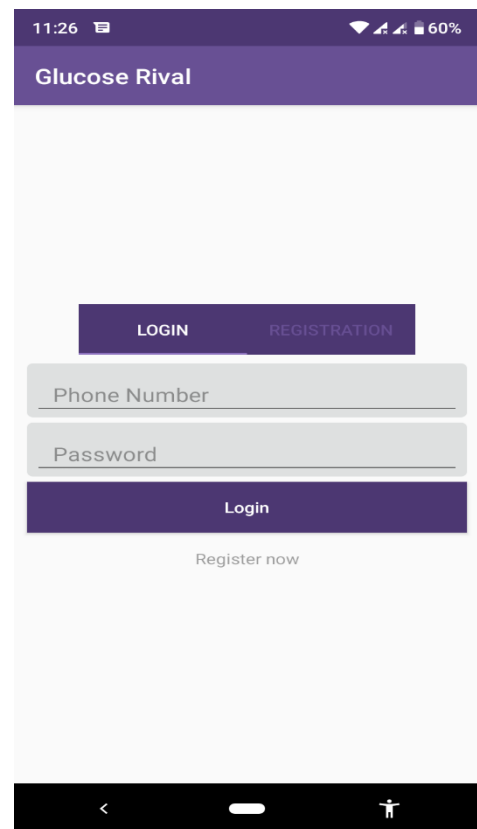 11:26 60%
Glucose Rival
LOGIN REGISTRATION
Phone Number
Password
Login
Register now